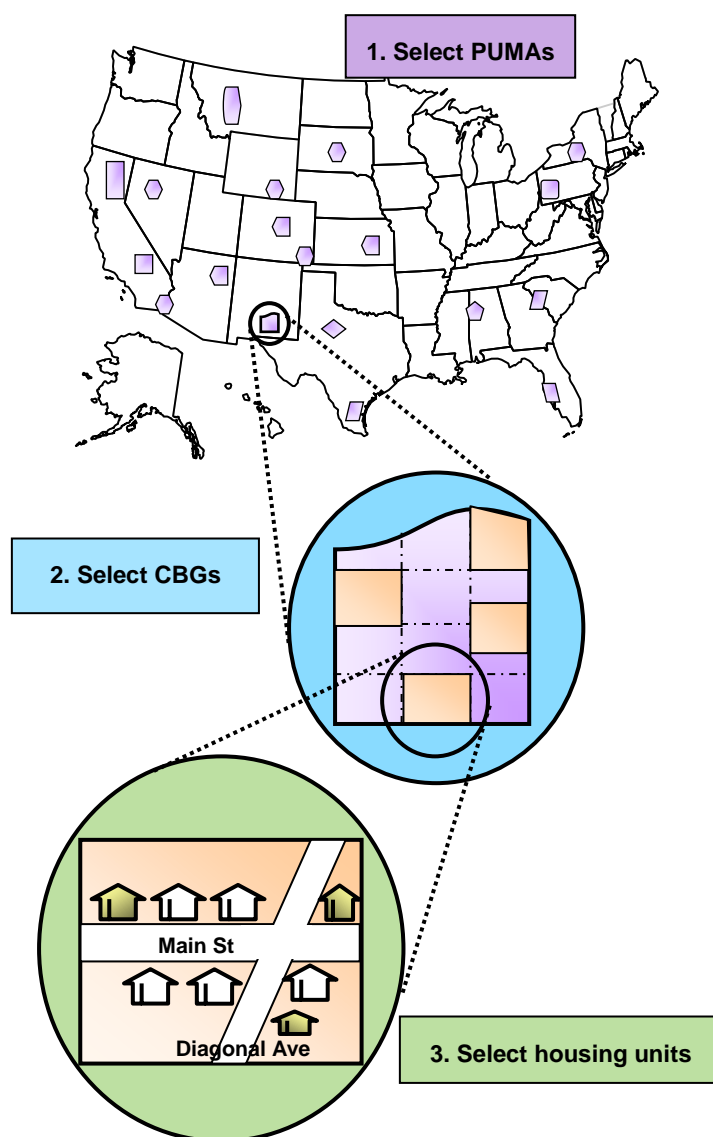 1. Select PUMAs
2. Select CBGs
Main St
Diagonal Ave
3. Select housing units